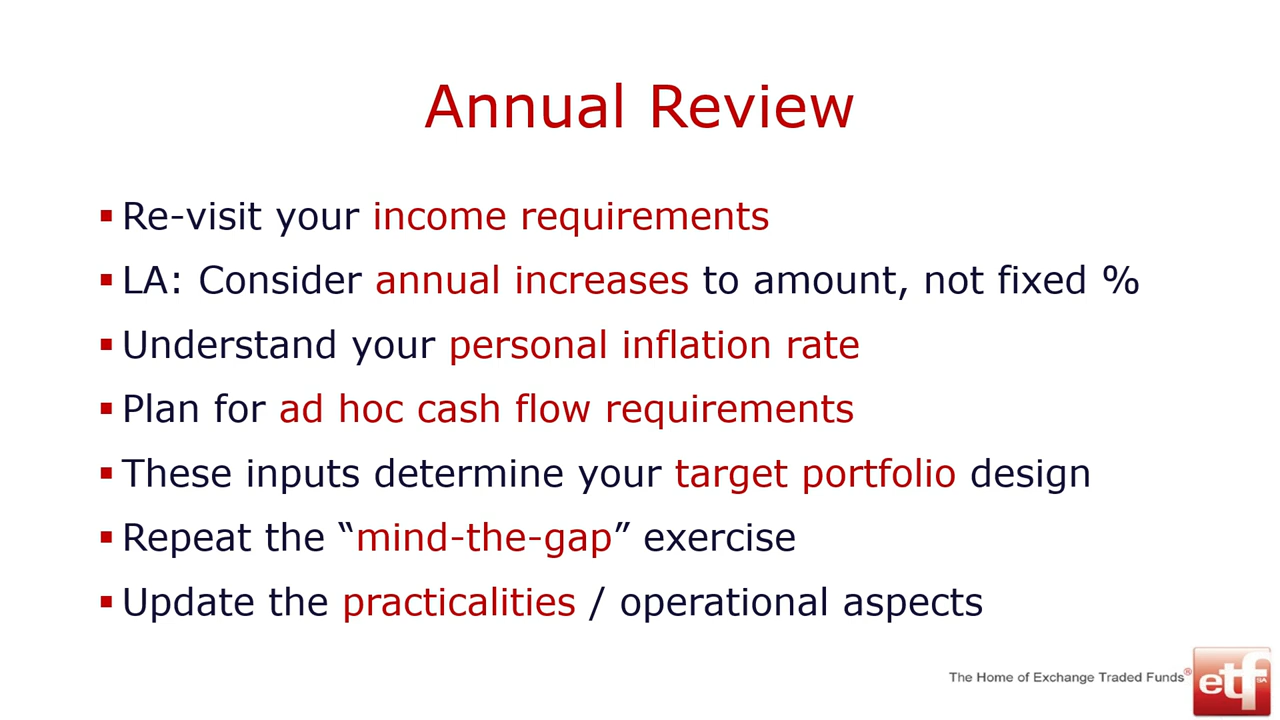 Annual Review
▪ Re-visit your income requirements
▪ LA: Consider annual increases to amount, not fixed %
▪ Understand your personal inflation rate
▪ Plan for ad hoc cash flow requirements
▪ These inputs determine your target portfolio design
▪ Repeat the “mind-the-gap” exercise
▪ Update the practicalities / operational aspects
The Home of Exchange Traded Funds®
etfSA